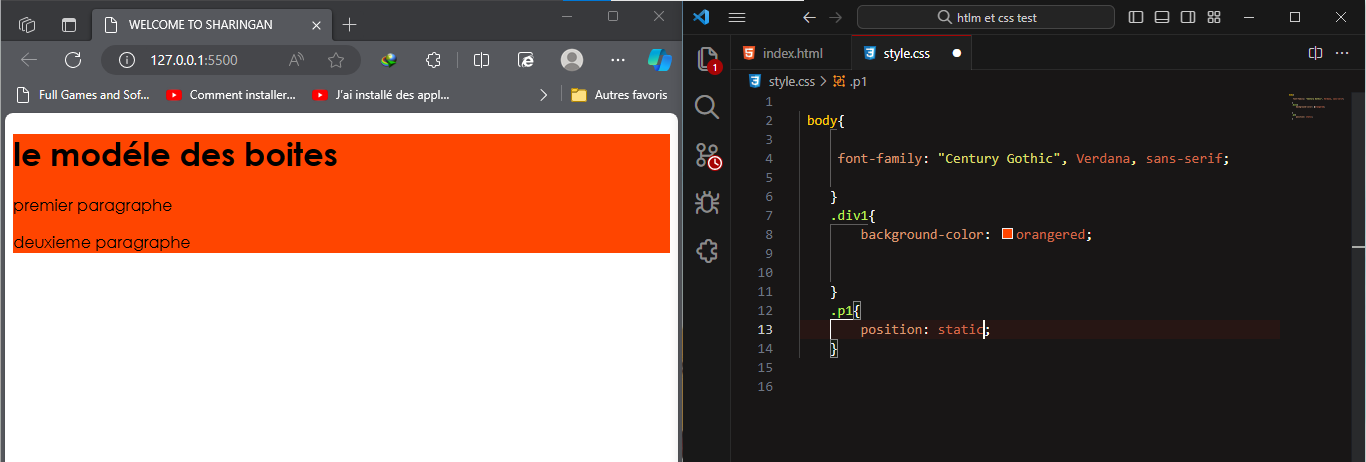 WELCOME TO SHARINGAN
127.0.0.1:5500
Full Games and Sof...
Comment installer...
J'ai installé des appl...
Autres favoris
le modéle des boites
premier paragraphe
deuxieme paragraphe
htlm et css test
index.html
style.css
style.css > .p1
1
1
2 body{
3
4 font-family: "Century Gothic", Verdana, sans-serif;
5
6 }
7 .div1{
8 background-color: orangered;
9
10
11 }
12 .p1{
13 position: static;
14 }
15
16